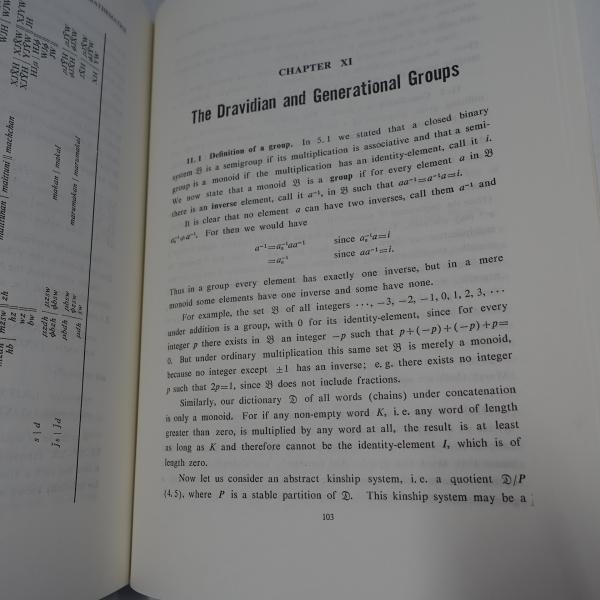 mokan | mokal
marumakan | marumakal
maituni || machchan
s | d
CHAPTER XI
The Dravidian and Generational Groups
11.1 Definition of a group. In 5.1 we stated that a closed binary
system 𝔅 is a semigroup if its multiplication is associative and that a semi-
group is a monoid if the multiplication has an identity-element, call it i.
We now state that a monoid 𝔅 is a group if for every element a in 𝔅
there is an inverse element, call it a⁻¹, in 𝔅 such that aa⁻¹=a⁻¹a=i.
It is clear that no element a can have two inverses, call them a⁻¹ and
For then we would have
since
since aa⁻¹=i.
Thus in a group every element has exactly one inverse, but in a mere
monoid some elements have one inverse and some have none.
For example, the set 𝔅 of all integers ···, −3, −2, −1, 0, 1, 2, 3, ···
under addition is a group, with 0 for its identity-element, since for every
integer p there exists in 𝔅 an integer −p such that p+(−p)+(−p)+p=
0. But under ordinary multiplication this same set 𝔅 is merely a monoid,
because no integer except ±1 has an inverse; e. g. there exists no integer
p such that 2p=1, since 𝔅 does not include fractions.
Similarly, our dictionary 𝔇 of all words (chains) under concatenation
is only a monoid. For if any non-empty word K, i. e. any word of length
greater than zero, is multiplied by any word at all, the result is at least
as long as K and therefore cannot be the identity-element I, which is of
length zero.
Now let us consider an abstract kinship system, i. e. a quotient 𝔇/P
(4, 5), where P is a stable partition of 𝔇. This kinship system may be a
103